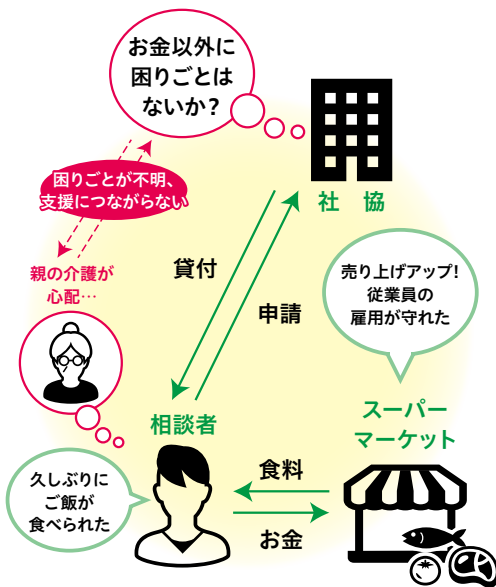 お金以外に
困りごとは
ないか？
困りごとが不明、
支援につながらない
社　協
親の介護が
心配…
貸付
申請
売り上げアップ！
従業員の
雇用が守れた
相談者
スーパー
マーケット
久しぶりに
ご飯が
食べられた
食料
お金